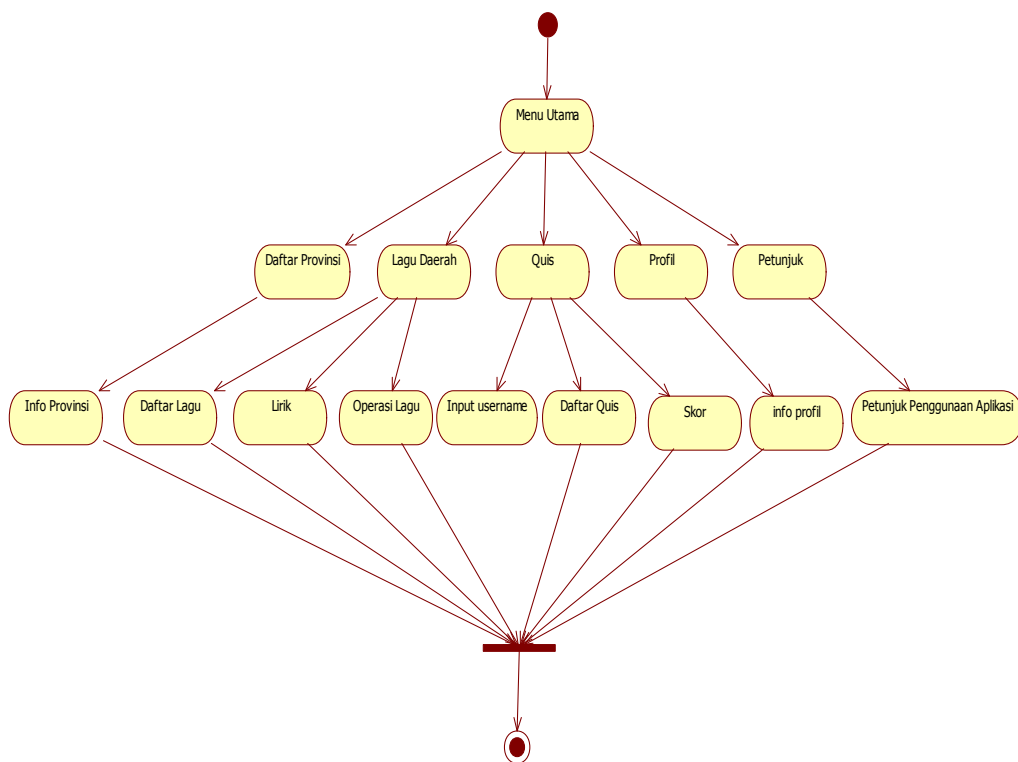 Menu Utama
Daftar Provinsi
Lagu Daerah
Quis
Profil
Petunjuk
Info Provinsi
Daftar Lagu
Lirik
Operasi Lagu
Input username
Daftar Quis
Skor
info profil
Petunjuk Penggunaan Aplikasi